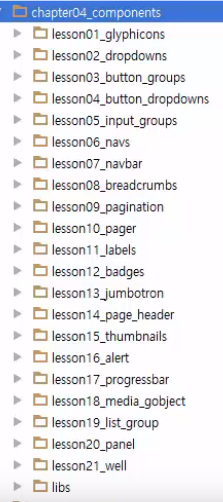 chapter04_components
lesson01_glyphicons
lesson02_dropdowns
lesson03_button_groups
lesson04_button_dropdowns
lesson05_input_groups
lesson06_navs
lesson07_navbar
lesson08_breadcrumbs
lesson09_pagination
lesson10_pager
lesson11_labels
lesson12_badges
lesson13_jumbotron
lesson14_page_header
lesson15_thumbnails
lesson16_alert
lesson17_progressbar
lesson18_media_gobject
lesson19_list_group
lesson20_panel
lesson21_well
libs